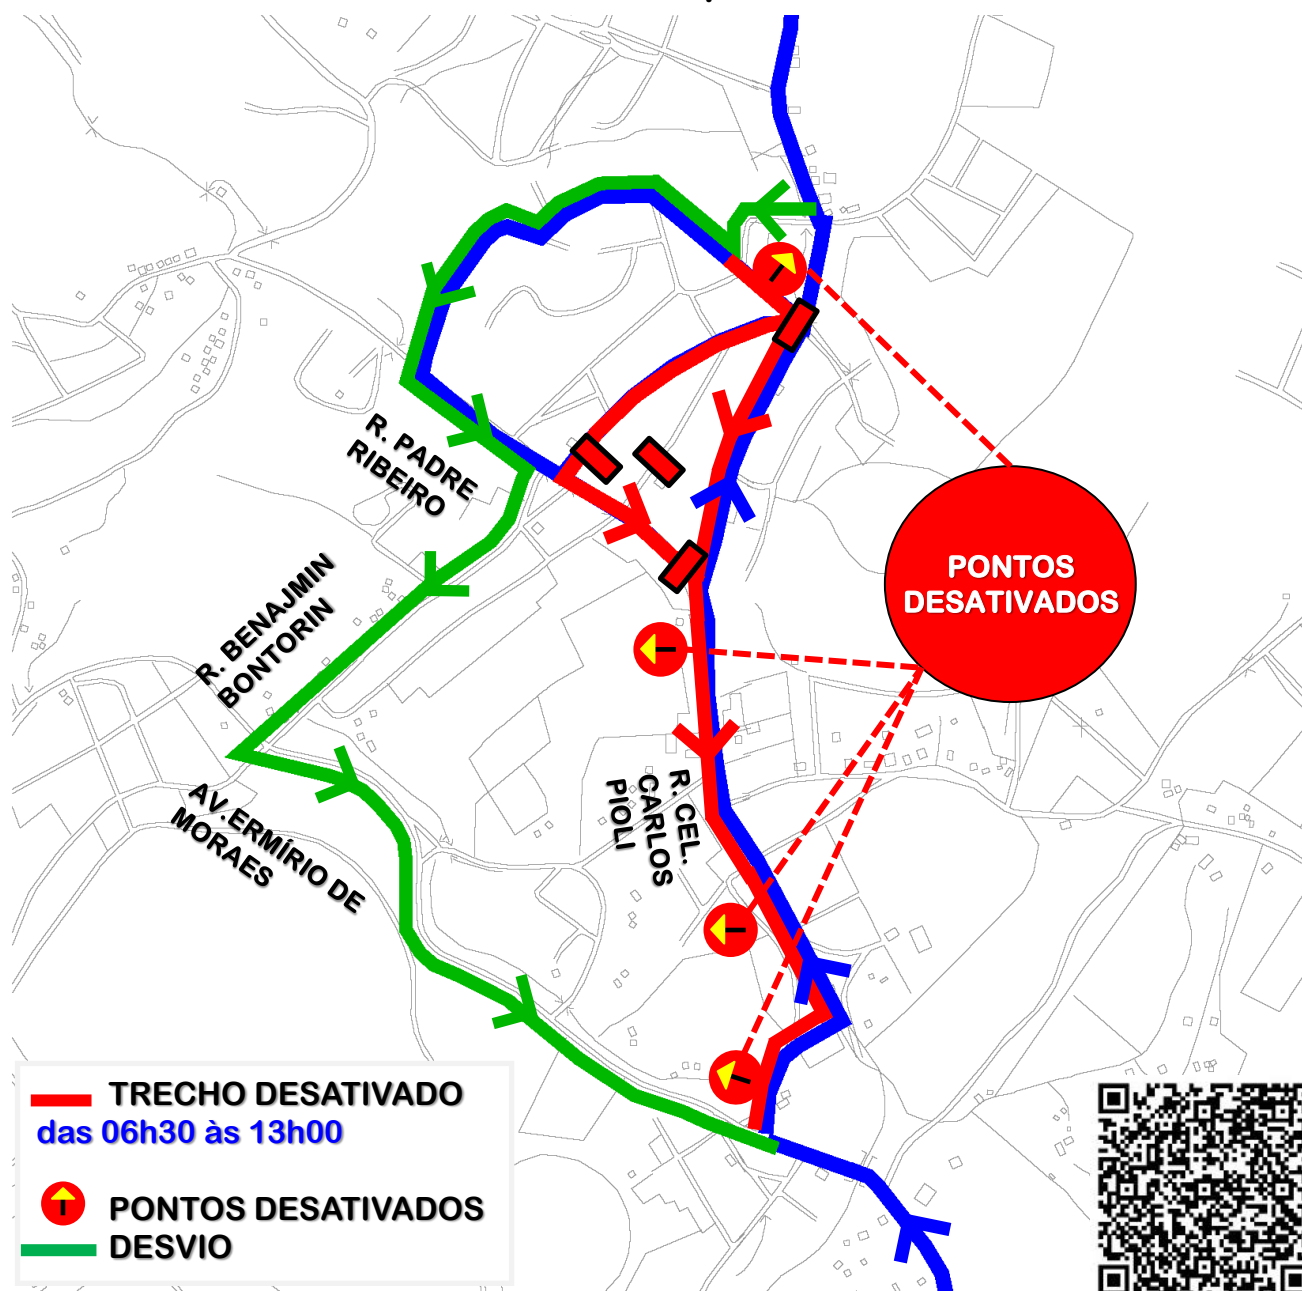 R. PADRE
RIBEIRO
PONTOS
DESATIVADOS
R. BENAJMIN
BONTORIN
R. CEL.
CARLOS
PIOLI
AV. ERMÍRIO DE
MORAES
TRECHO DESATIVADO
das 06h30 às 13h00
PONTOS DESATIVADOS
DESVIO